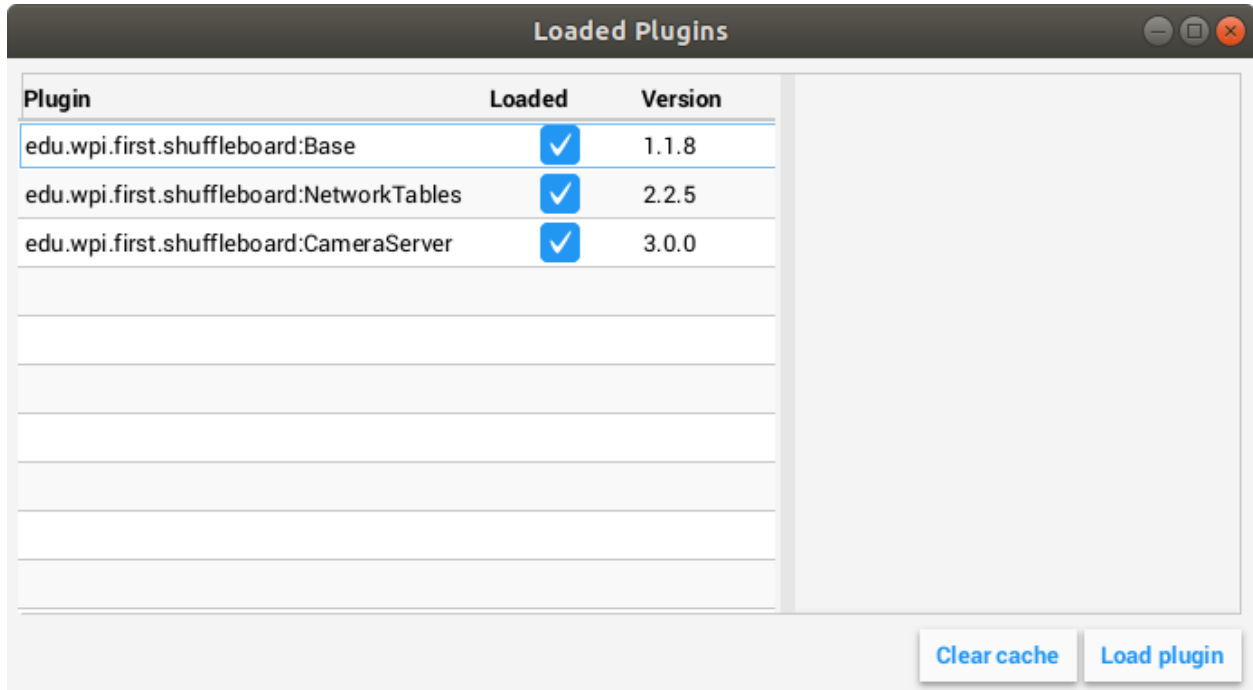 Loaded Plugins
Plugin Loaded Version
edu.wpi.first.shuffleboard:Base 1.1.8
edu.wpi.first.shuffleboard:NetworkTables 2.2.5
edu.wpi.first.shuffleboard:CameraServer 3.0.0
Clear cache Load plugin